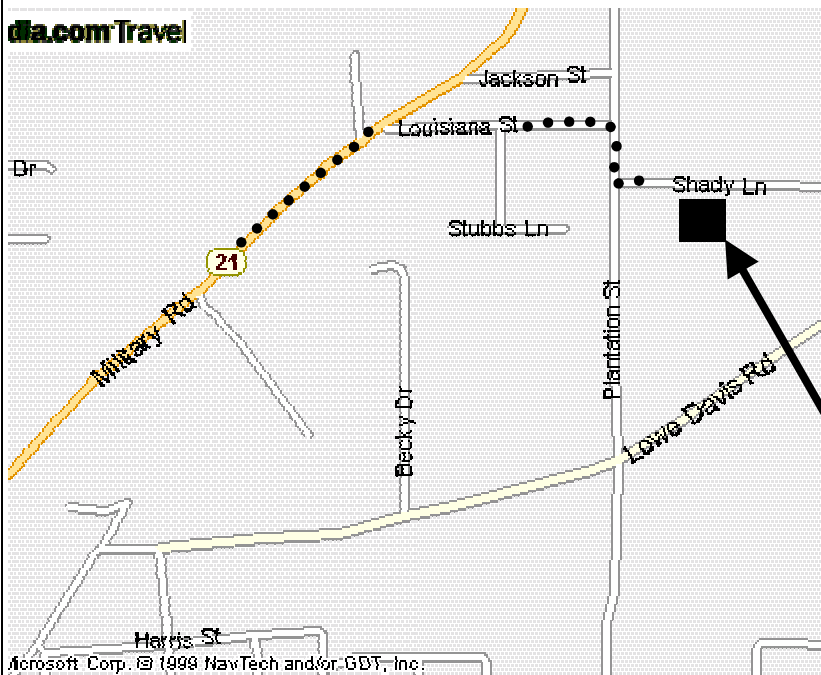 dia.com Travel
Jackson St
Louisiana St
Dr
Shady Ln
Stubbs Ln
21
Military Rd
Plantation St
Lowe Davis Rd
Becky Dr
Harris St
Microsoft Corp. © 1999 NavTech and/or GDT, Inc.